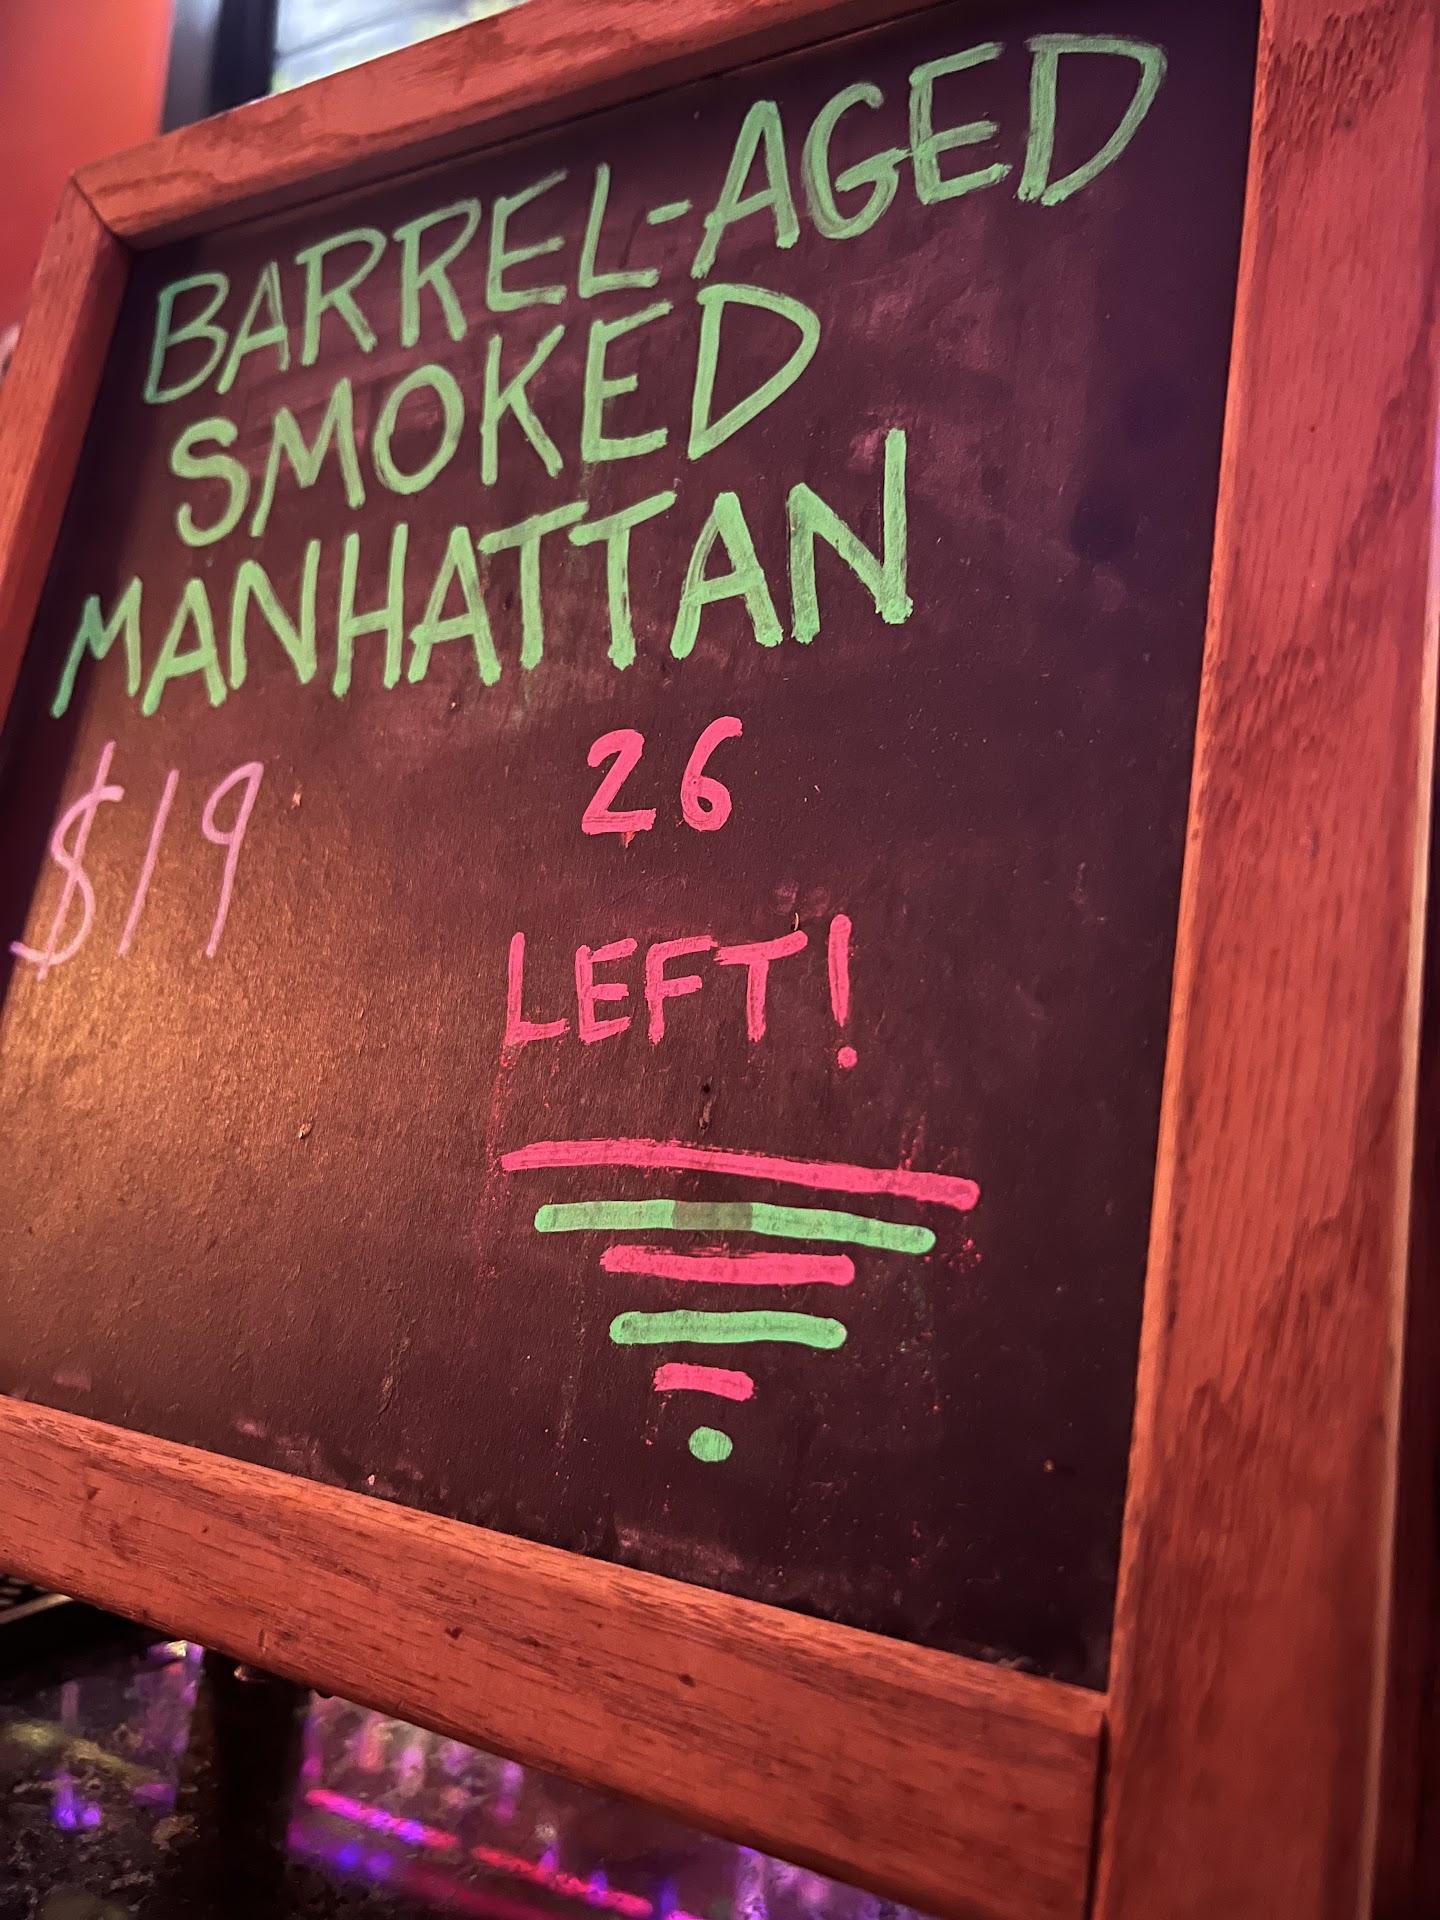 BARREL-AGED
SMOKED
MANHATTAN
$19
26
LEFT!